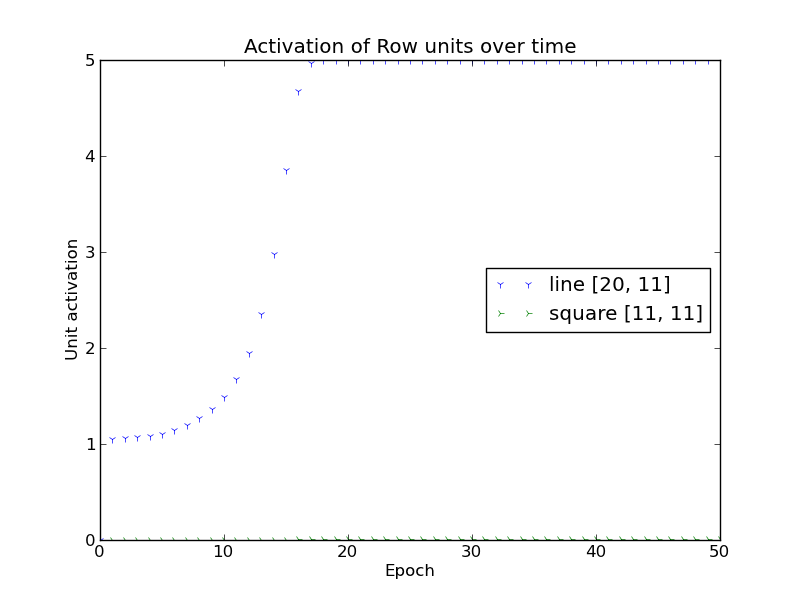 Activation of Row units over time
Unit activation
5
4
3
2
1
0
line [20, 11]
square [11, 11]
0 10 20 30 40 50
Epoch